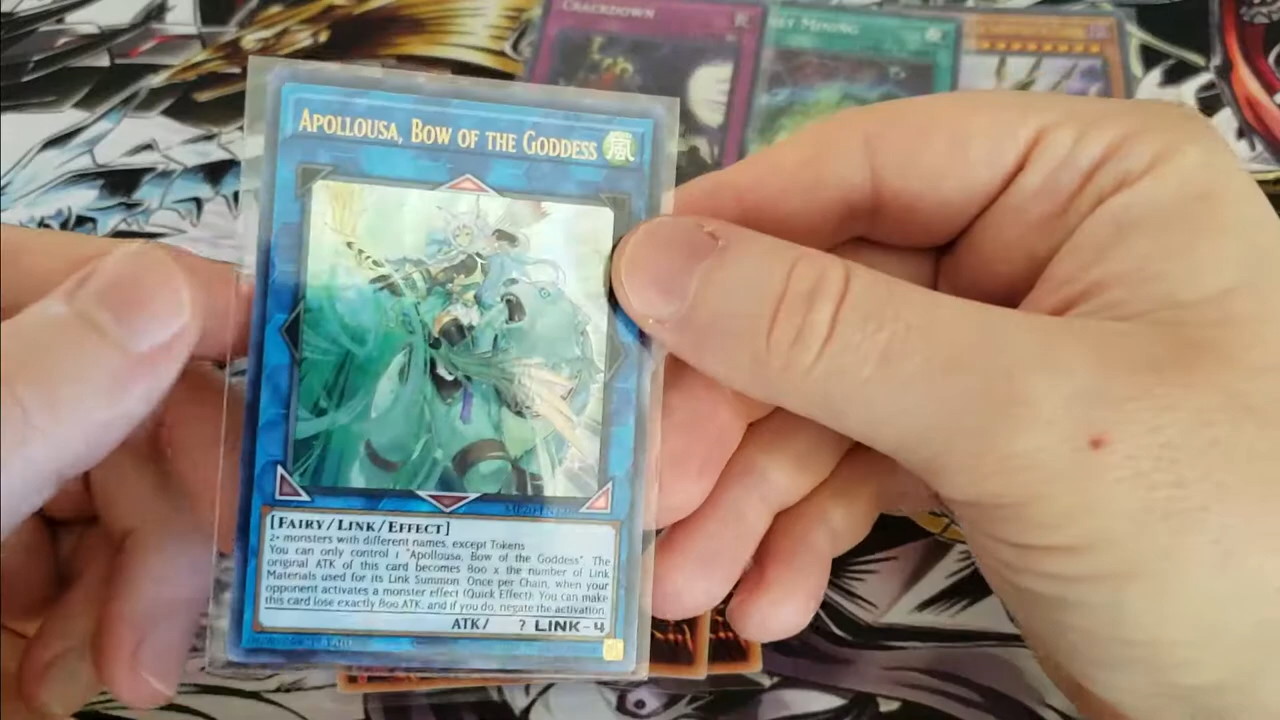 CRACKDOWN
MINING
APOLLOUSA, BOW OF THE GODDESS 風
[FAIRY/LINK/EFFECT]
2+ monsters with different names, except Tokens
You can only control 1 "Apollousa, Bow of the Goddess". The
original ATK of this card becomes 800 x the number of Link
Materials used for its Link Summon. Once per Chain, when your
opponent activates a monster effect (Quick Effect): You can make
this card lose exactly 800 ATK, and if you do, negate the activation.
ATK/ ? LINK-4